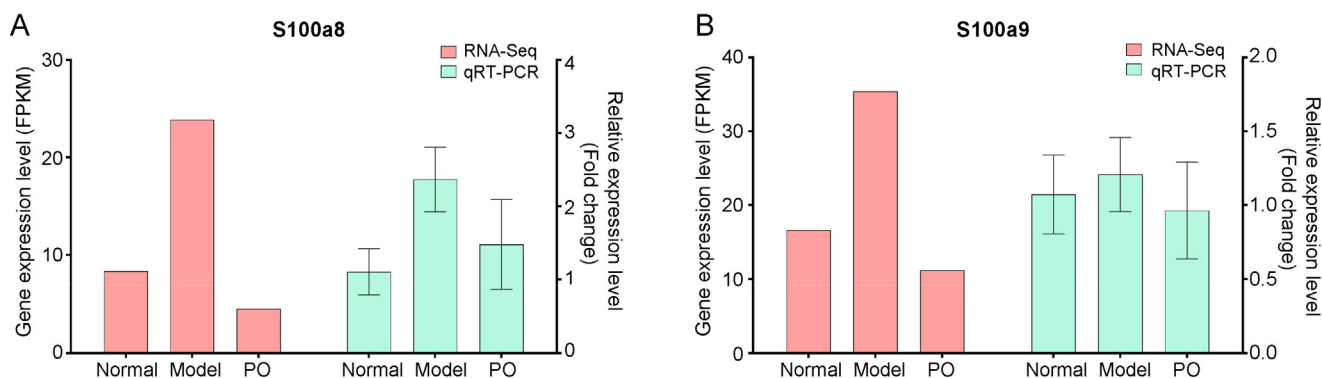 A
S100a8
RNA-Seq
qRT-PCR
Gene expression level (FPKM)
30
20
10
0
4
3
2
1
0
Relative expression level
(Fold change)
Normal Model PO Normal Model PO
B
S100a9
RNA-Seq
qRT-PCR
Gene expression level (FPKM)
40
30
20
10
0
2.0
1.5
1.0
0.5
0.0
Relative expression level
(Fold change)
Normal Model PO Normal Model PO